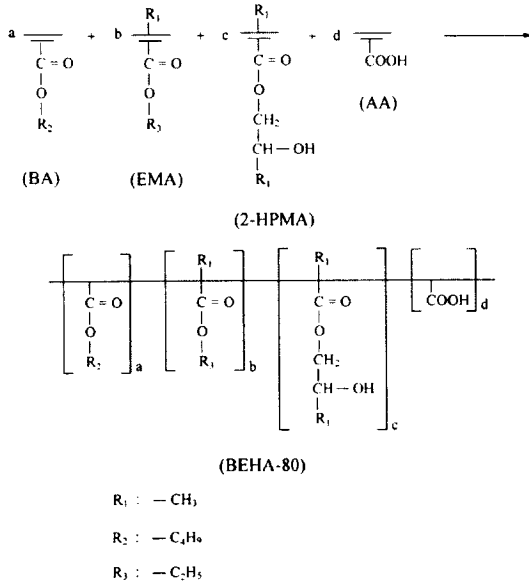 a + b R₁ + c R₁ + d
C = O C = O C = O COOH
O O O (AA)
R₂ R₃ CH₂
CH — OH
R₁
(BA) (EMA)
(2-HPMA)
R₁ R₁
C = O C = O C = O COOH d
O O O
R₂ a R₃ b CH₂
CH — OH
R₁ c
(BEHA-80)
R₁ : — CH₃
R₂ : — C₄H₉
R₃ : — C₂H₅